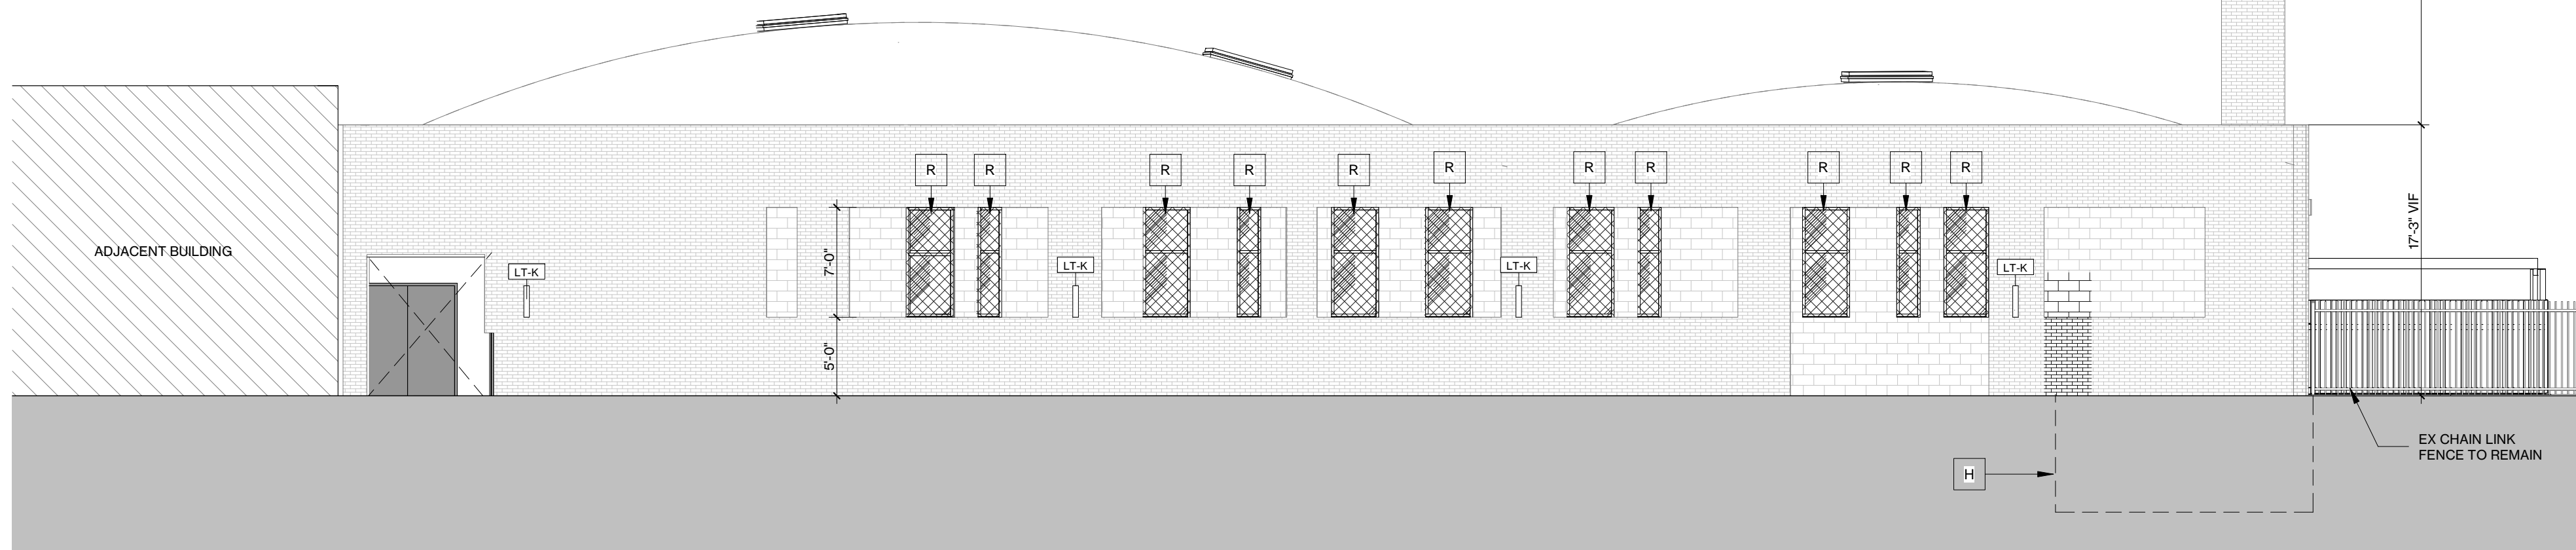 R
R
R
R
R
R
R
R
R
R
R
ADJACENT BUILDING
LT-K
LT-K
LT-K
LT-K
7'-0"
5'-0"
17'-3" VIF
EX CHAIN LINK
FENCE TO REMAIN
H